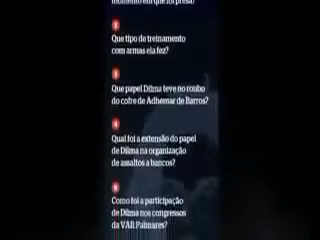 momento em que foi presa?
Que tipo de treinamento
com armas ela fez?
Que papel Dilma teve no roubo
do cofre de Adhemar de Barros?
4
Qual foi a extensão do papel
de Dilma na organização
de assaltos a bancos?
Como foi a participação
de Dilma nos congressos
da VAR Palmares?